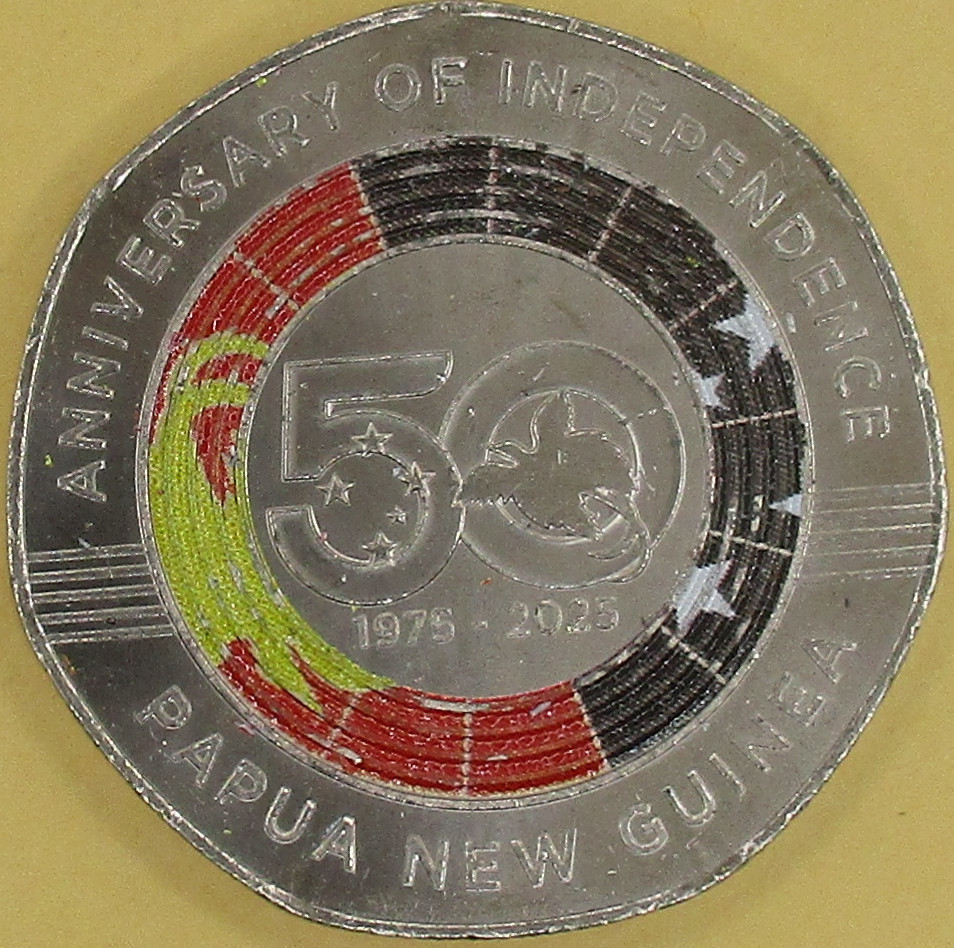 ANNIVERSARY OF INDEPENDENCE
50
1975 - 2025
PAPUA NEW GUINEA